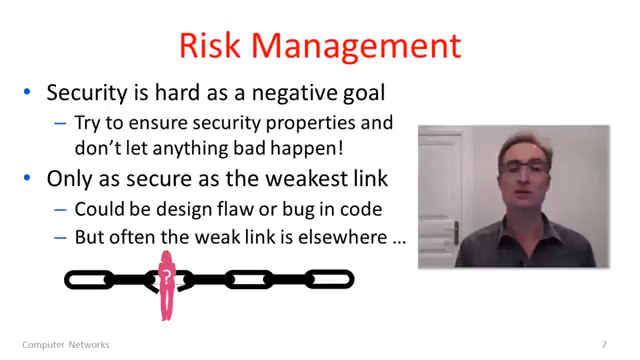 Risk Management
• Security is hard as a negative goal
– Try to ensure security properties and
don't let anything bad happen!
• Only as secure as the weakest link
– Could be design flaw or bug in code
– But often the weak link is elsewhere …
?
Computer Networks
7